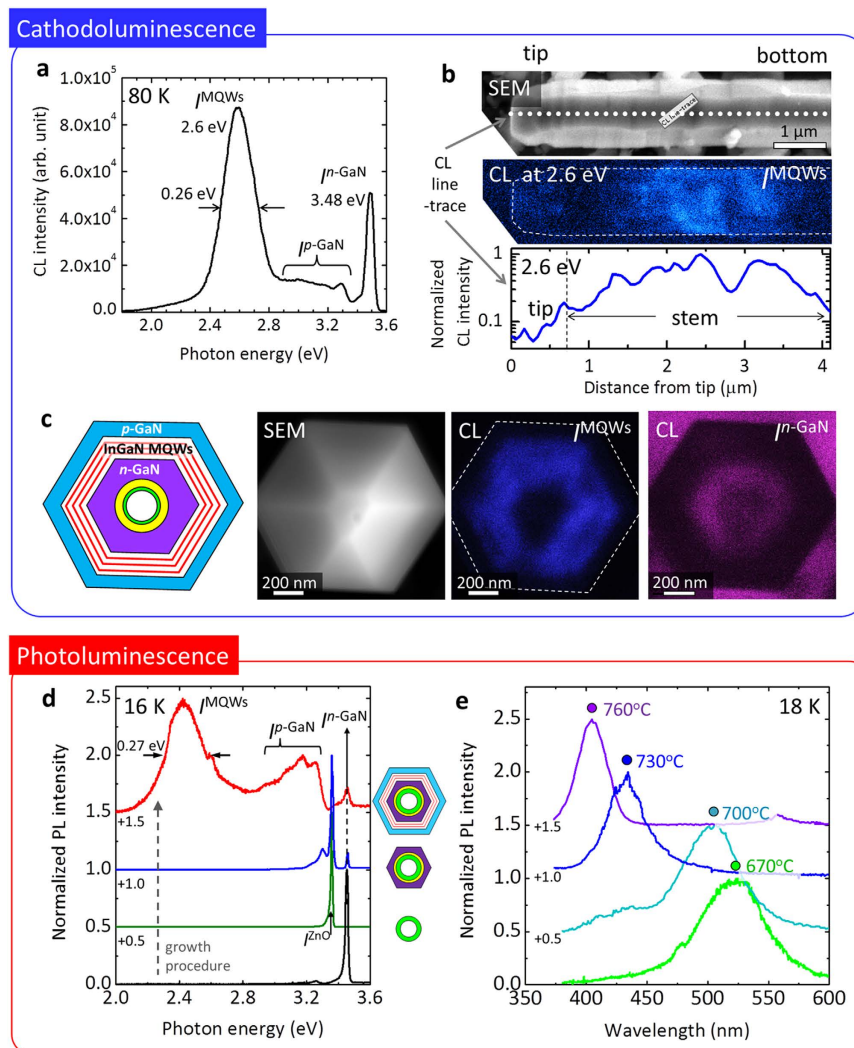 Cathodoluminescence
a
80 K
I^MQWs
2.6 eV
0.26 eV
I^p-GaN
I^n-GaN
3.48 eV
CL intensity (arb. unit)
1.0x10^5
8.0x10^4
6.0x10^4
4.0x10^4
2.0x10^4
0.0
2.0 2.4 2.8 3.2 3.6
Photon energy (eV)
b
tip bottom
SEM
CL line-trace
1 μm
CL
line
-trace
CL at 2.6 eV I^MQWs
Normalized
CL intensity
1
0.1
2.6 eV
tip
stem
0 1 2 3 4
Distance from tip (μm)
c
p-GaN
InGaN MQWs
n-GaN
SEM
200 nm
CL I^MQWs
200 nm
CL I^n-GaN
200 nm
Photoluminescence
d
16 K
I^MQWs
I^p-GaN
I^n-GaN
0.27 eV
+1.5
+1.0
+0.5
growth
procedure
I^ZnO
Normalized PL intensity
2.5
2.0
1.5
1.0
0.5
0.0
2.0 2.4 2.8 3.2 3.6
Photon energy (eV)
e
18 K
760°C
730°C
700°C
670°C
+1.5
+1.0
+0.5
Normalized PL intensity
2.5
2.0
1.5
1.0
0.5
0.0
350 400 450 500 550 600
Wavelength (nm)